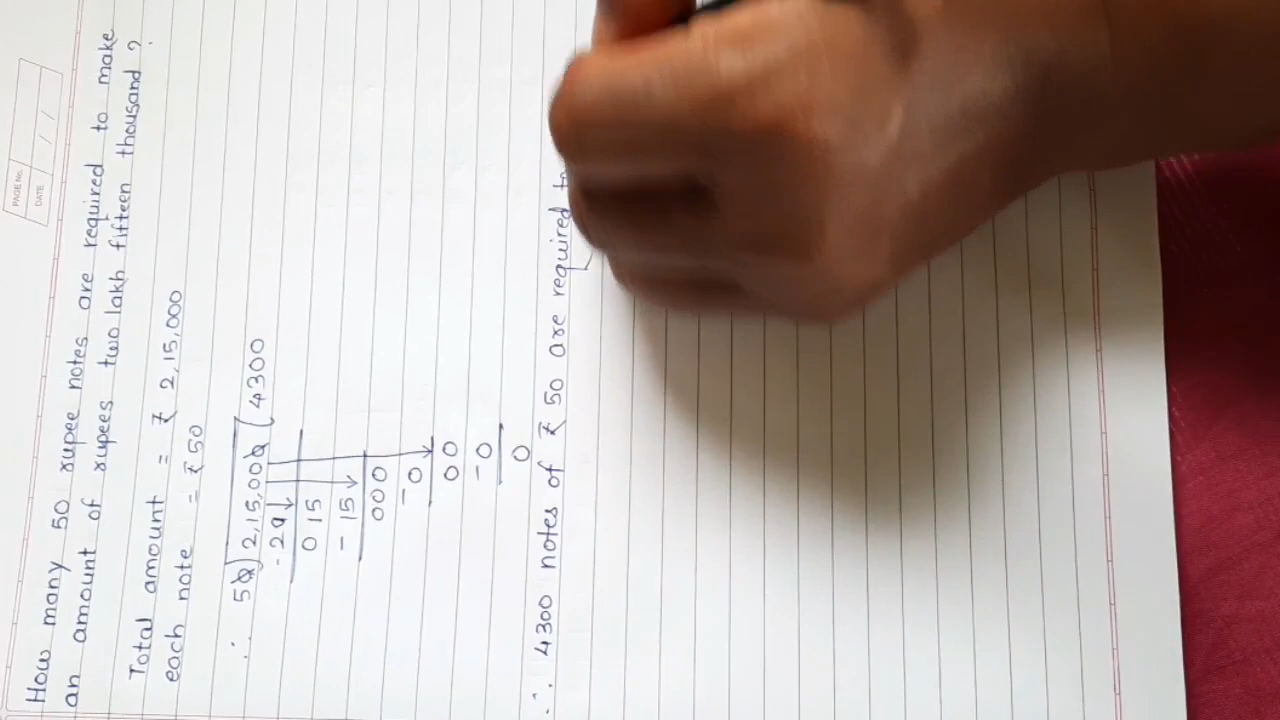 PAGE No.
DATE / /
How many 50 rupee notes are required to make
an amount of rupees two lakh fifteen thousand ?
Total amount = ₹ 2,15,000
each note = ₹ 50
∴ 50) 2,15,000 ( 4300
- 20
0 15
- 15
000
- 0
00
- 0
0
∴ 4300 notes of ₹ 50 are required to